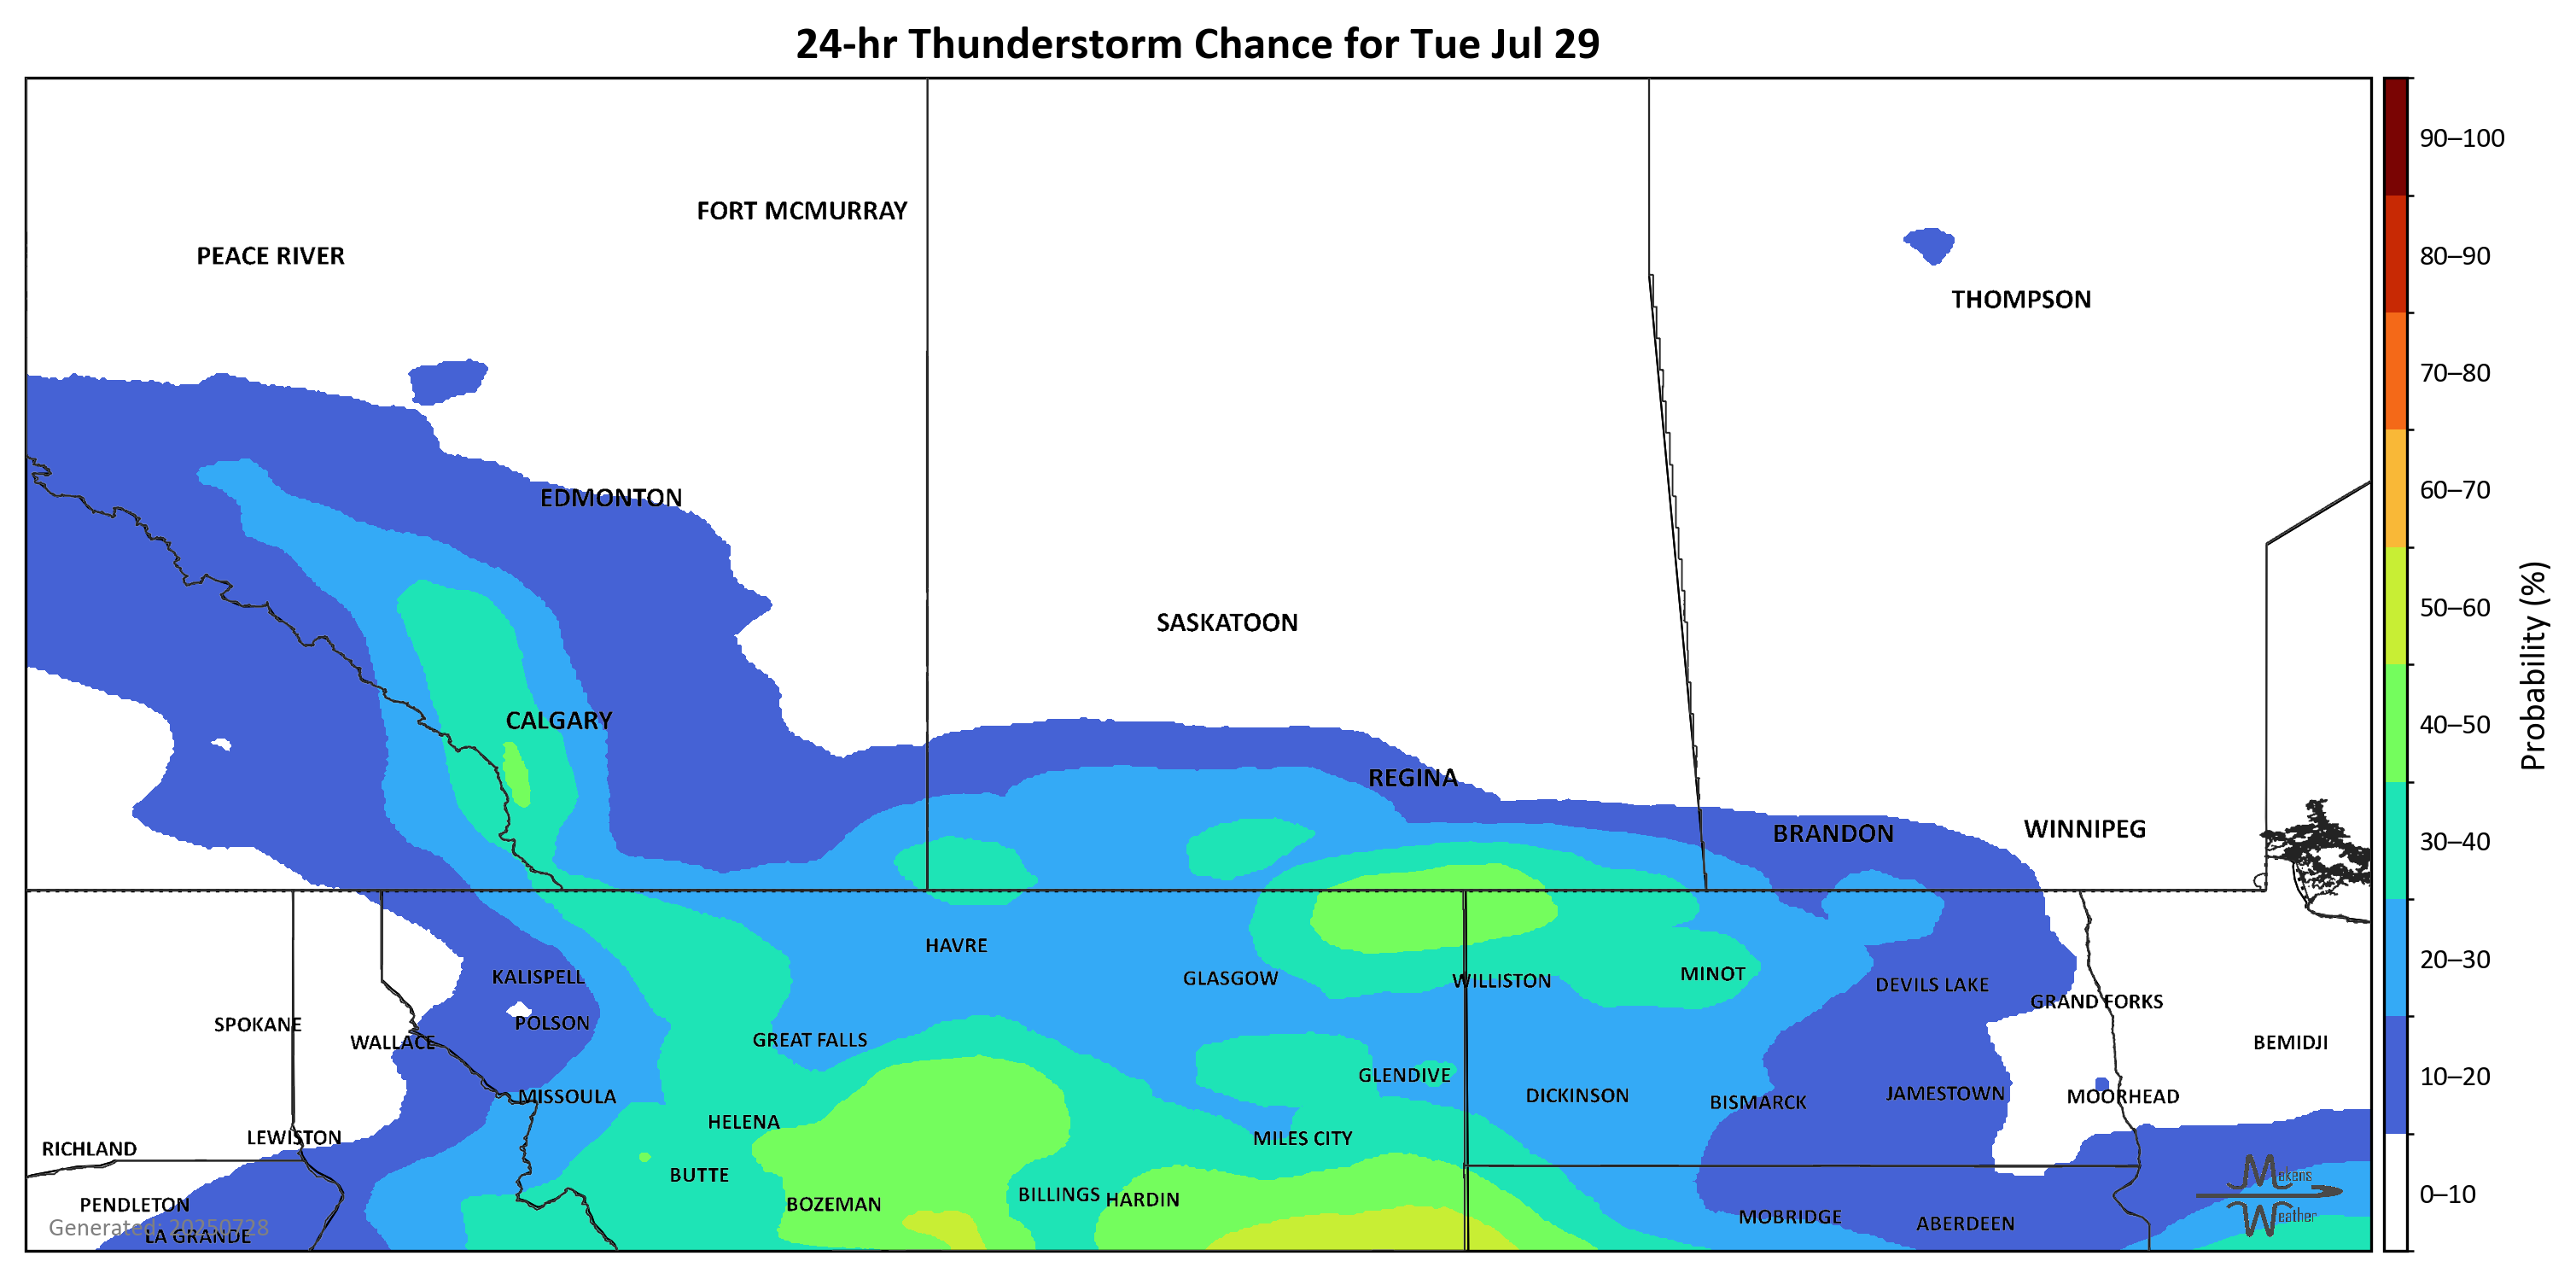 24-hr Thunderstorm Chance for Tue Jul 29
90–100
FORT MCMURRAY
PEACE RIVER
80–90
THOMPSON
70–80
60–70
EDMONTON
50–60
SASKATOON
Probability (%)
CALGARY
40–50
REGINA
WINNIPEG
BRANDON
30–40
HAVRE
20–30
KALISPELL
GLASGOW
WILLISTON
MINOT
DEVILS LAKE
GRAND FORKS
SPOKANE
POLSON
WALLACE
GREAT FALLS
BEMIDJI
GLENDIVE
10–20
MISSOULA
DICKINSON
BISMARCK
JAMESTOWN
MOORHEAD
HELENA
LEWISTON
MILES CITY
RICHLAND
BUTTE
Makens
Weather
0–10
PENDLETON
BOZEMAN
BILLINGS
HARDIN
MOBRIDGE
ABERDEEN
Generated: 20250728
LA GRANDE